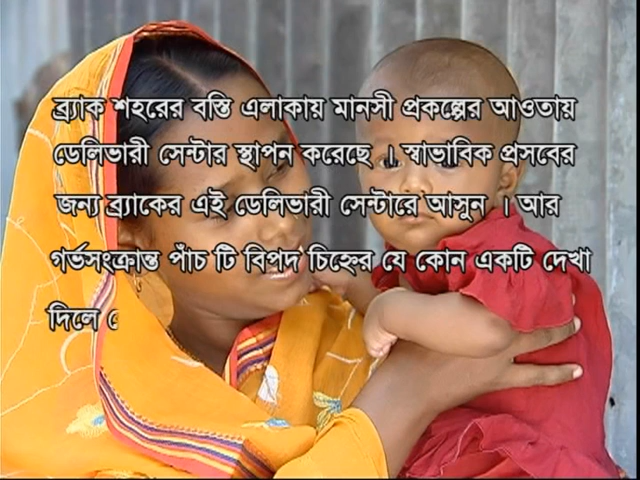 ব্র্যাক শহরের বস্তি এলাকায় মানসী প্রকল্পের আওতায়
ডেলিভারী সেন্টার স্থাপন করেছে । স্বাভাবিক প্রসবের
জন্য ব্র্যাকের এই ডেলিভারী সেন্টারে আসুন । আর
গর্ভসংক্রান্ত পাঁচ টি বিপদ চিহ্নের যে কোন একটি দেখা
দিলে